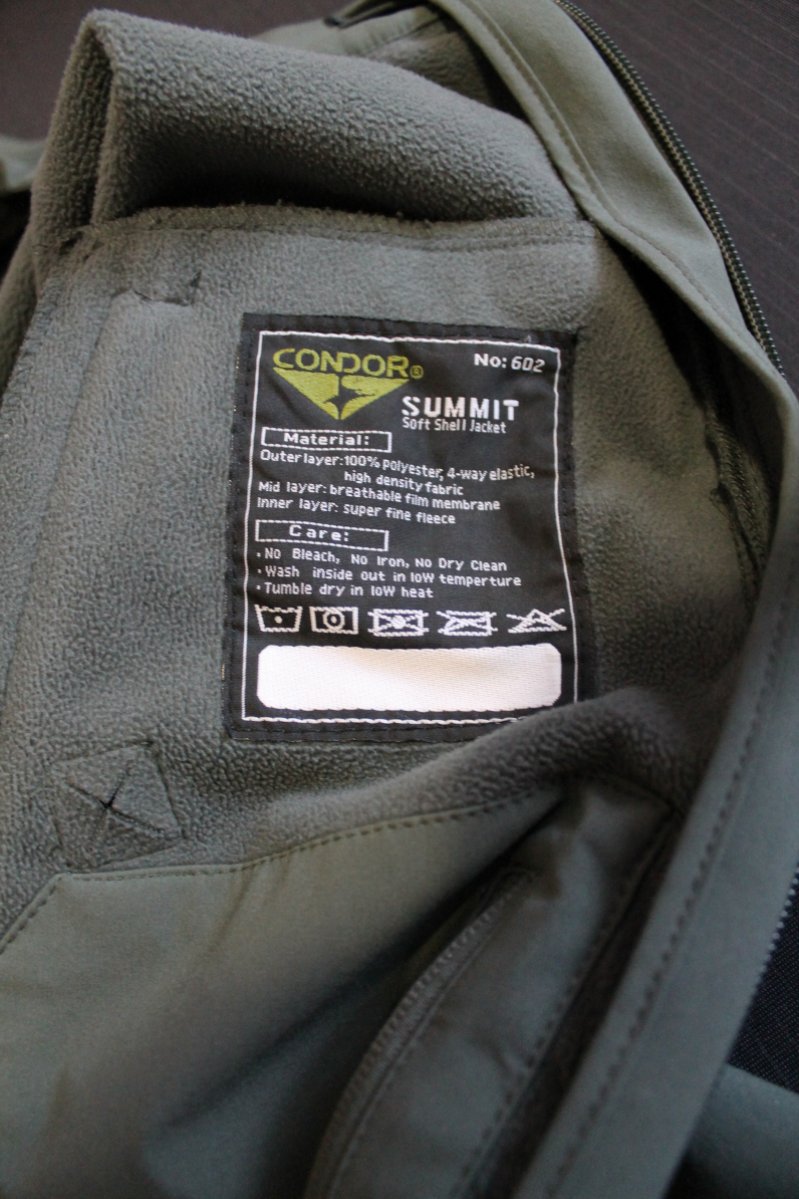 CONDOR®
No: 602
SUMMIT
Soft Shell Jacket
Material:
Outer layer: 100% polyester, 4-way elastic,
high density fabric
Mid layer: breathable film membrane
Inner layer: super fine fleece
Care:
• No Bleach, No Iron, No Dry Clean
• Wash inside out in low temperture
• Tumble dry in low heat